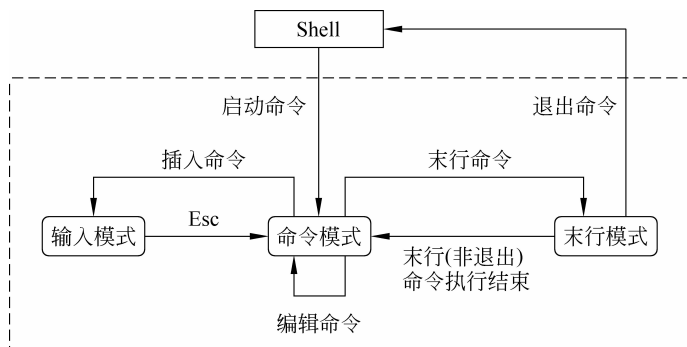 Shell
启动命令
退出命令
插入命令
末行命令
输入模式
Esc
命令模式
末行模式
末行(非退出)
命令执行结束
编辑命令